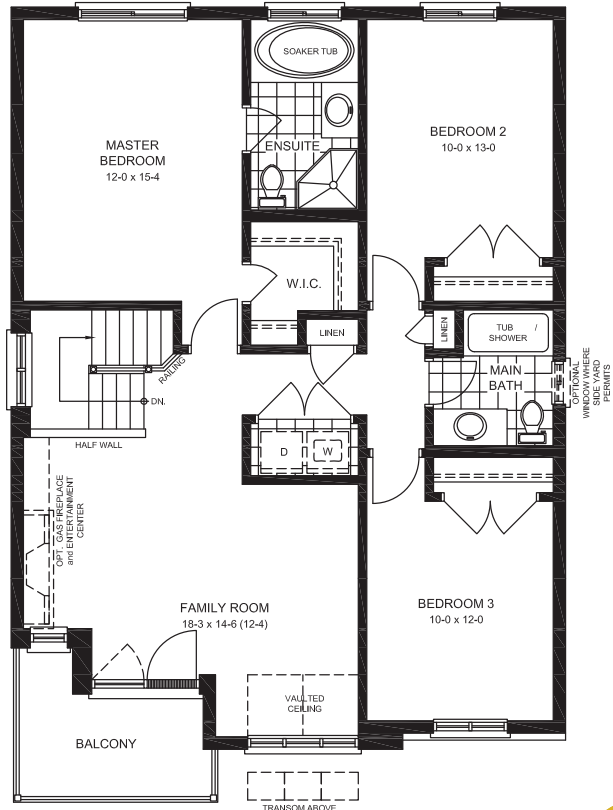 SOAKER TUB
MASTER
BEDROOM
12-0 x 15-4
ENSUITE
BEDROOM 2
10-0 x 13-0
W.I.C.
LINEN
LINEN
TUB /
SHOWER
MAIN
BATH
OPTIONAL
WINDOW WHERE
SIDE YARD
PERMITS
RAILING
DN.
HALF WALL
D
W
OPT. GAS FIREPLACE
and ENTERTAINMENT
CENTER
FAMILY ROOM
18-3 x 14-6 (12-4)
BEDROOM 3
10-0 x 12-0
VAULTED
CEILING
BALCONY
TRANSOM ABOVE